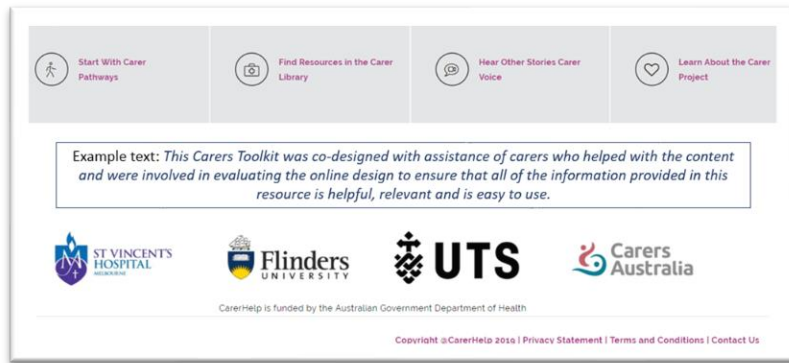 Start With Carer
Pathways
Find Resources in the Carer
Library
Hear Other Stories Carer
Voice
Learn About the Carer
Project
Example text: This Carers Toolkit was co-designed with assistance of carers who helped with the content
and were involved in evaluating the online design to ensure that all of the information provided in this
resource is helpful, relevant and is easy to use.
ST VINCENT'S
HOSPITAL
MELBOURNE
Flinders
UNIVERSITY
UTS
Carers
Australia
CarerHelp is funded by the Australian Government Department of Health
Copyright @CarerHelp 2019 | Privacy Statement | Terms and Conditions | Contact Us